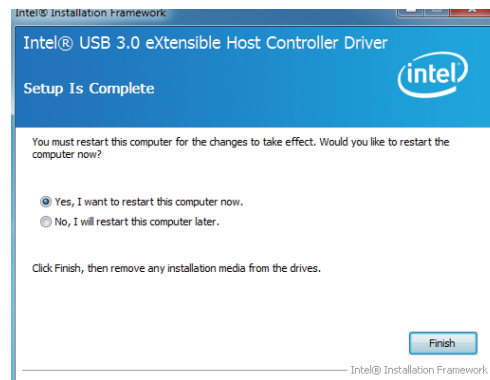 Intel® Installation Framework
Intel® USB 3.0 eXtensible Host Controller Driver
Setup Is Complete
intel®
You must restart this computer for the changes to take effect. Would you like to restart the
computer now?
Yes, I want to restart this computer now.
No, I will restart this computer later.
Click Finish, then remove any installation media from the drives.
Finish
Intel® Installation Framework